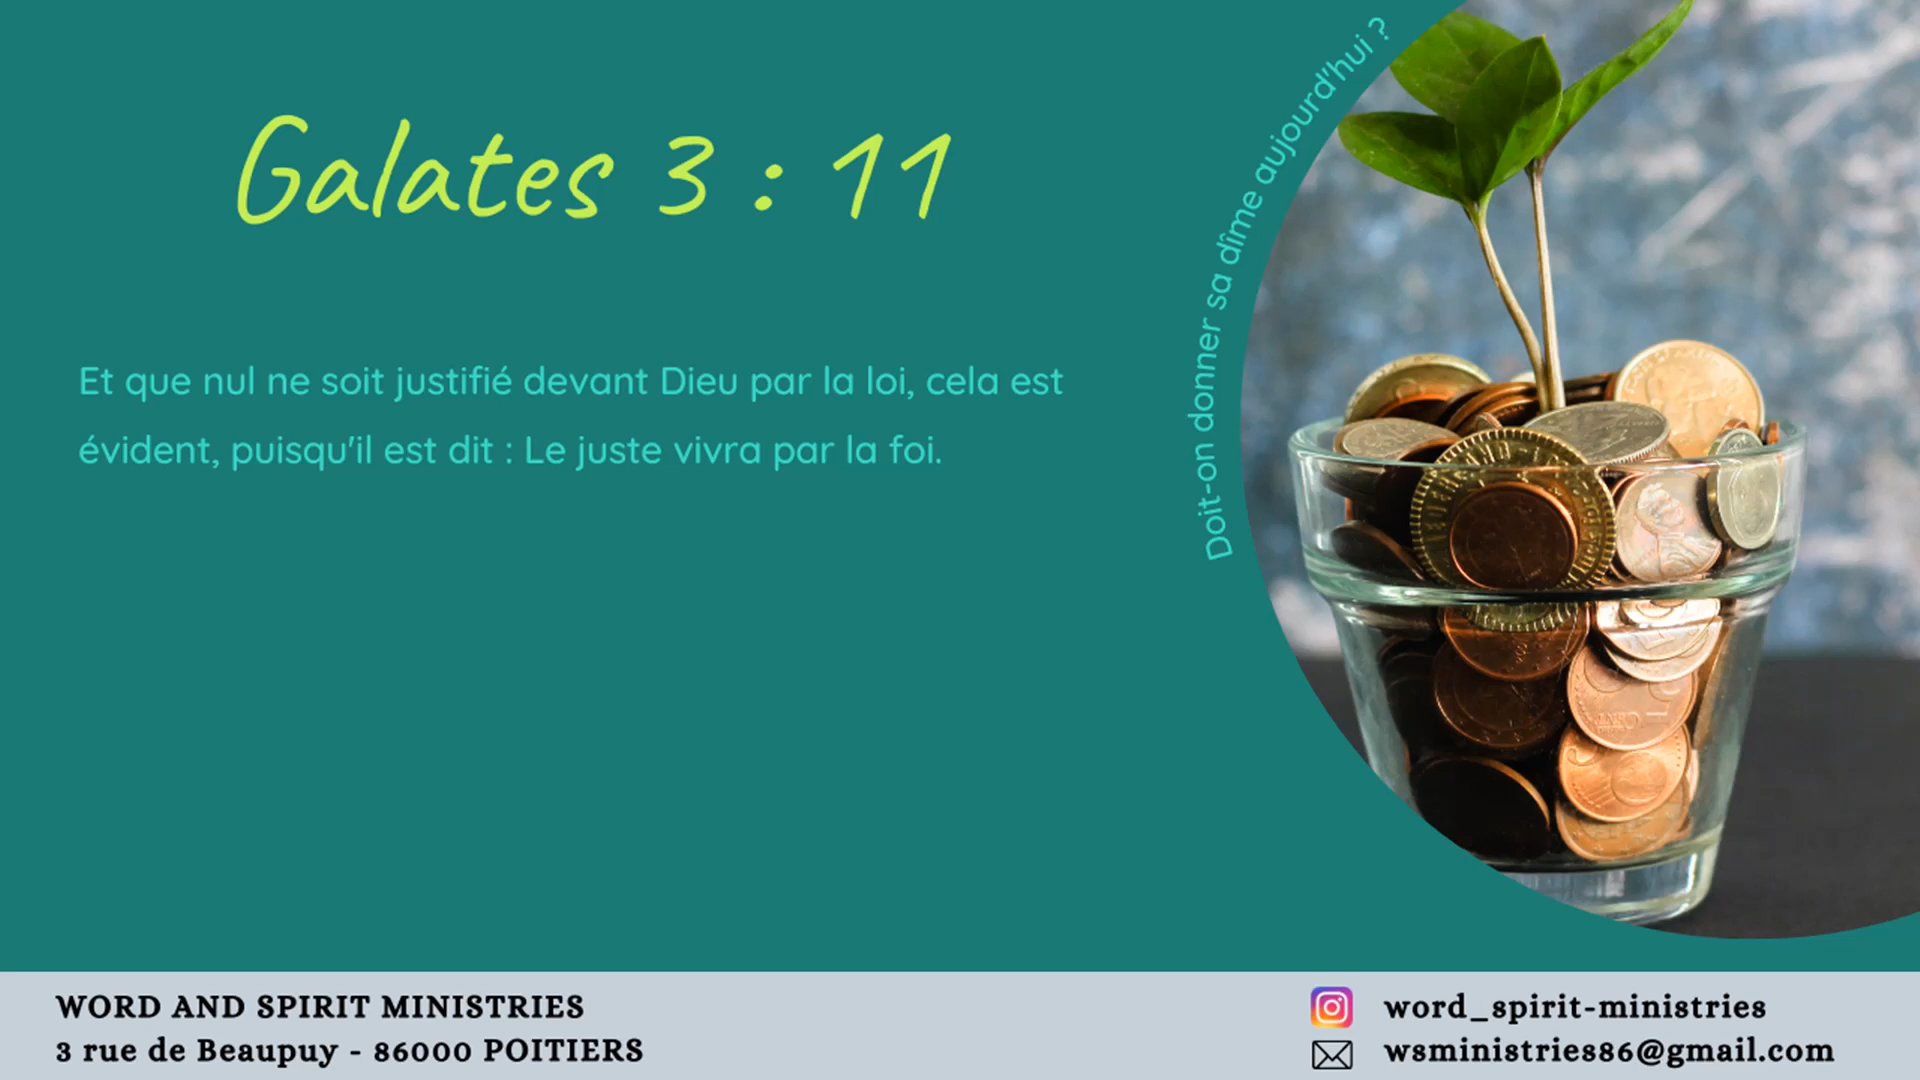 Galates 3 : 11
Et que nul ne soit justifié devant Dieu par la loi, cela est
évident, puisqu'il est dit : Le juste vivra par la foi.
Doit-on donner sa dîme aujourd'hui ?
WORD AND SPIRIT MINISTRIES
3 rue de Beaupuy - 86000 POITIERS
word_spirit-ministries
wsministries86@gmail.com